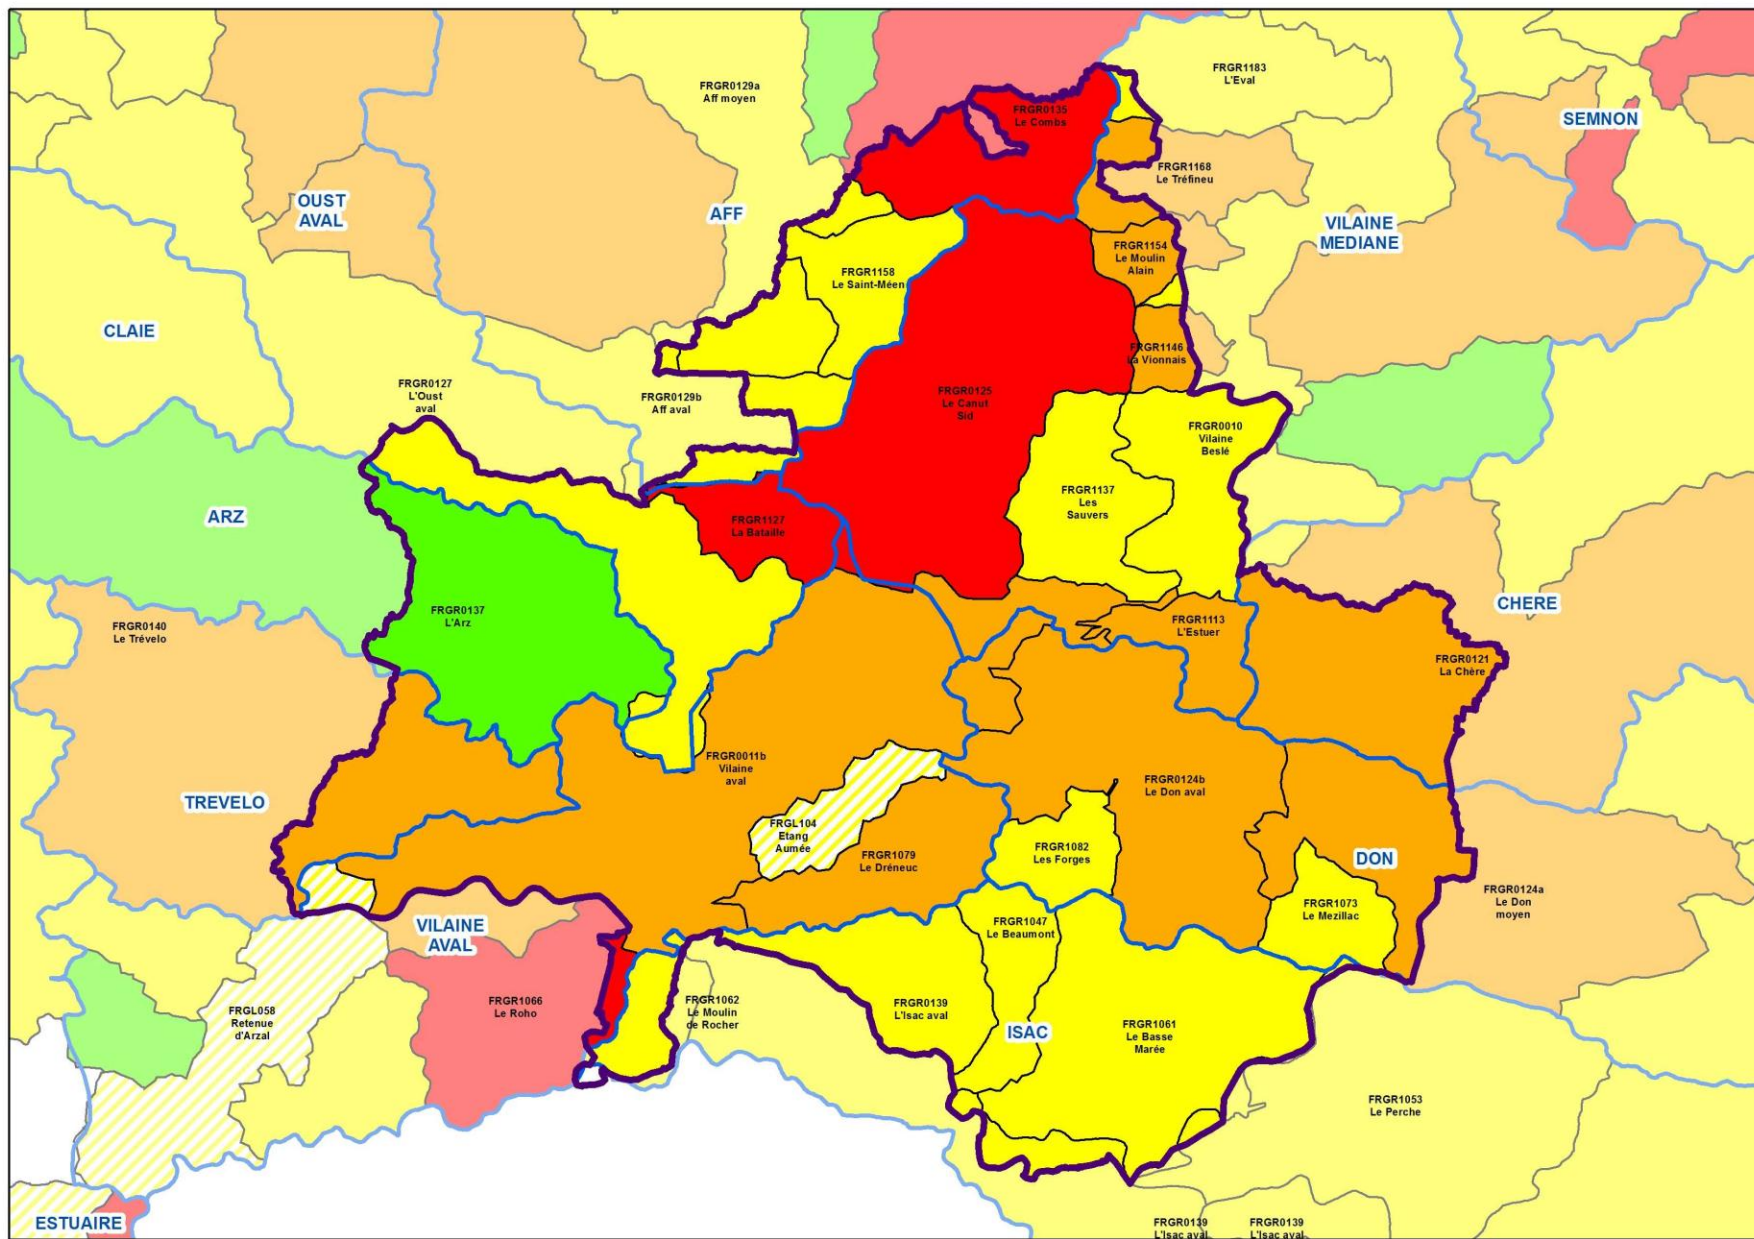 FRGR1183
L'Eval
FRGR0129a
Aff moyen
FRGR0135
Le Combs
SEMNON
FRGR1168
Le Tréfineu
OUST
AVAL
AFF
VILAINE
MEDIANE
FRGR1154
Le Moulin
Alain
FRGR1158
Le Saint-Méen
CLAIE
FRGR1146
La Vionnais
FRGR0127
L'Oust
aval
FRGR0129b
Aff aval
FRGR0125
Le Canut
Sid
FRGR0010
Vilaine
Beslé
FRGR1137
Les
Sauvers
ARZ
FRGR1127
La Bataille
CHERE
FRGR0137
L'Arz
FRGR0140
Le Trévelo
FRGR1113
L'Estuer
FRGR0121
La Chère
FRGR0011b
Vilaine
aval
FRGR0124b
Le Don aval
TREVELO
FRGL104
Etang
Aumée
FRGR1079
Le Dréneuc
FRGR1082
Les Forges
DON
FRGR0124a
Le Don
moyen
FRGR1073
Le Mezillac
VILAINE
AVAL
FRGR1047
Le Beaumont
FRGR1066
Le Roho
FRGR1062
Le Moulin
de Rocher
FRGR0139
L'Isac aval
FRGL058
Retenue
d'Arzal
ISAC
FRGR1061
Le Basse
Marée
FRGR1053
Le Perche
ESTUAIRE
FRGR0139
L'Isac aval
FRGR0139
L'Isac aval